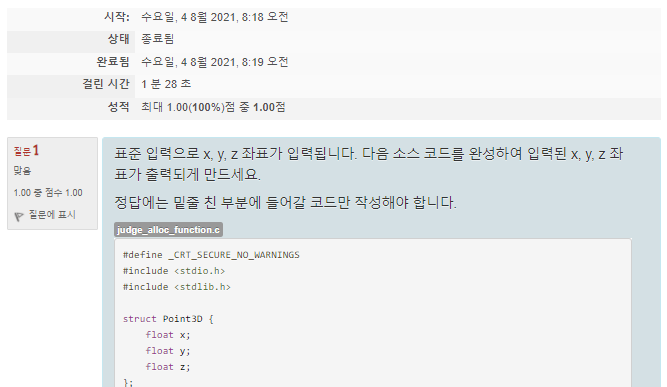 시작: 수요일, 4 8월 2021, 8:18 오전
상태 종료됨
완료됨 수요일, 4 8월 2021, 8:19 오전
걸린 시간 1 분 28 초
성적 최대 1.00(100%)점 중 1.00점
질문 1
맞음
1.00 중 점수 1.00
질문에 표시
표준 입력으로 x, y, z 좌표가 입력됩니다. 다음 소스 코드를 완성하여 입력된 x, y, z 좌
표가 출력되게 만드세요.
정답에는 밑줄 친 부분에 들어갈 코드만 작성해야 합니다.
judge_alloc_function.c
#define _CRT_SECURE_NO_WARNINGS
#include <stdio.h>
#include <stdlib.h>
struct Point3D {
float x;
float y;
float z;
};